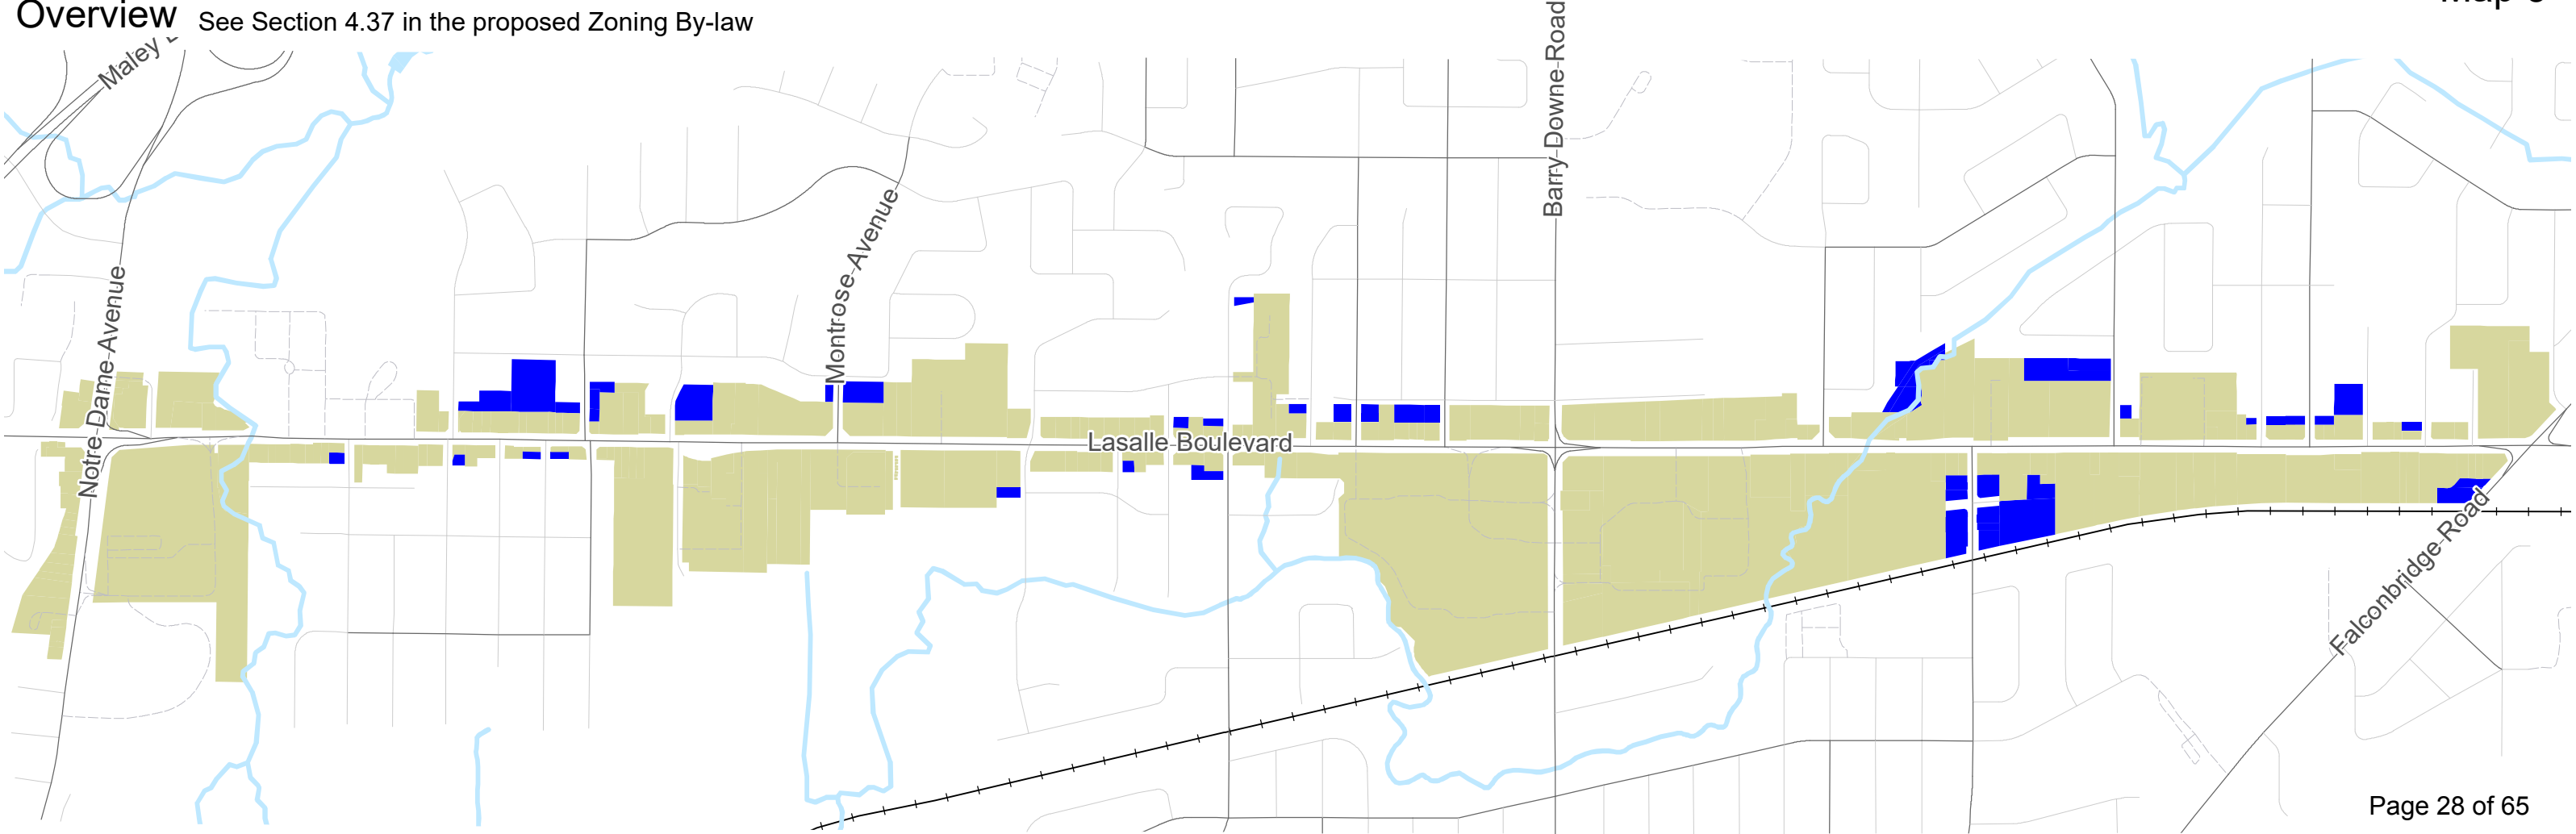 Overview See Section 4.37 in the proposed Zoning By-law
Maley
Barry Downe Road
Montrose Avenue
Notre Dame Avenue
Lasalle Boulevard
Falconbridge Road
Page 28 of 65